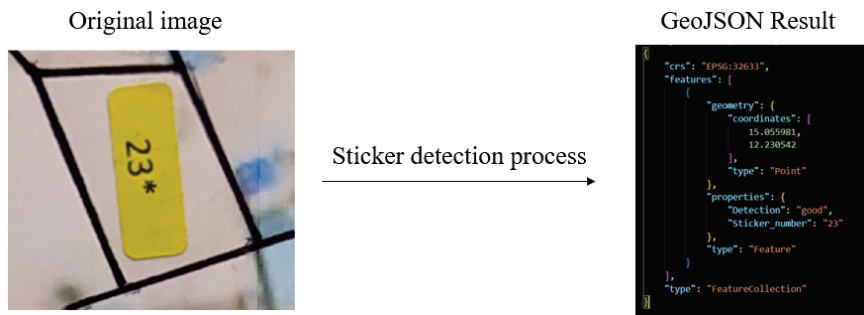 Original image
GeoJSON Result
23*
Sticker detection process
{
"crs": "EPSG:32633",
"features": [
{
"geometry": {
"coordinates": [
15.055981,
12.230542
],
"type": "Point"
},
"properties": {
"Detection": "good",
"Sticker_number": "23"
},
"type": "Feature"
}
],
"type": "FeatureCollection"
}